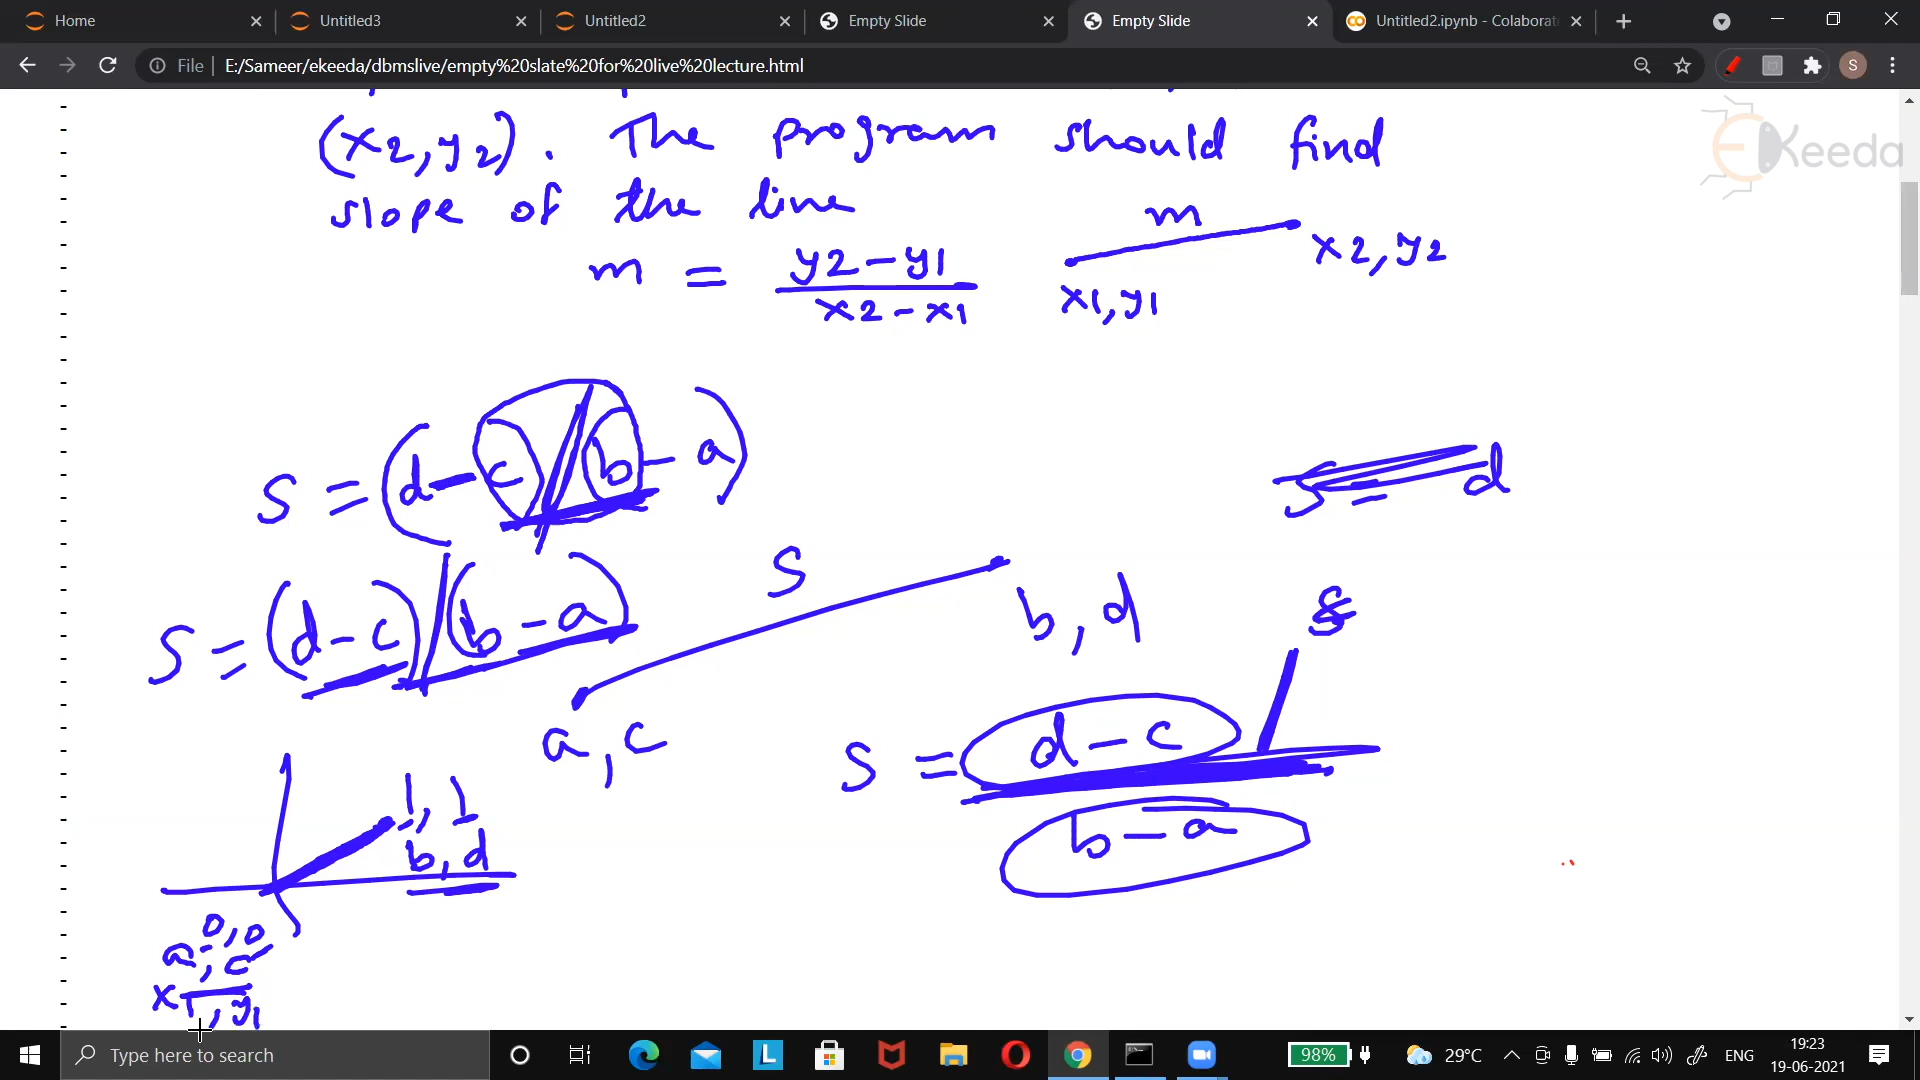 Home
Untitled3
Untitled2
Empty Slide
Empty Slide
Untitled2.ipynb - Colaborat
File | E:/Sameer/ekeeda/dbmslive/empty%20slate%20for%20live%20lecture.html
S
EKeeda
(x2,y2). The program should find
slope of the line
m = y2-y1
x2-x1
m
x1,y1
x2,y2
S = (d-c/b-a)
S = d
S = (d-c)/(b-a)
S
a, c
b, d
S
S = d-c
b-a
1, 1
b, d
0, 0
a, c
x1, y1
Type here to search
L
98%
29°C
ENG
19:23
19-06-2021